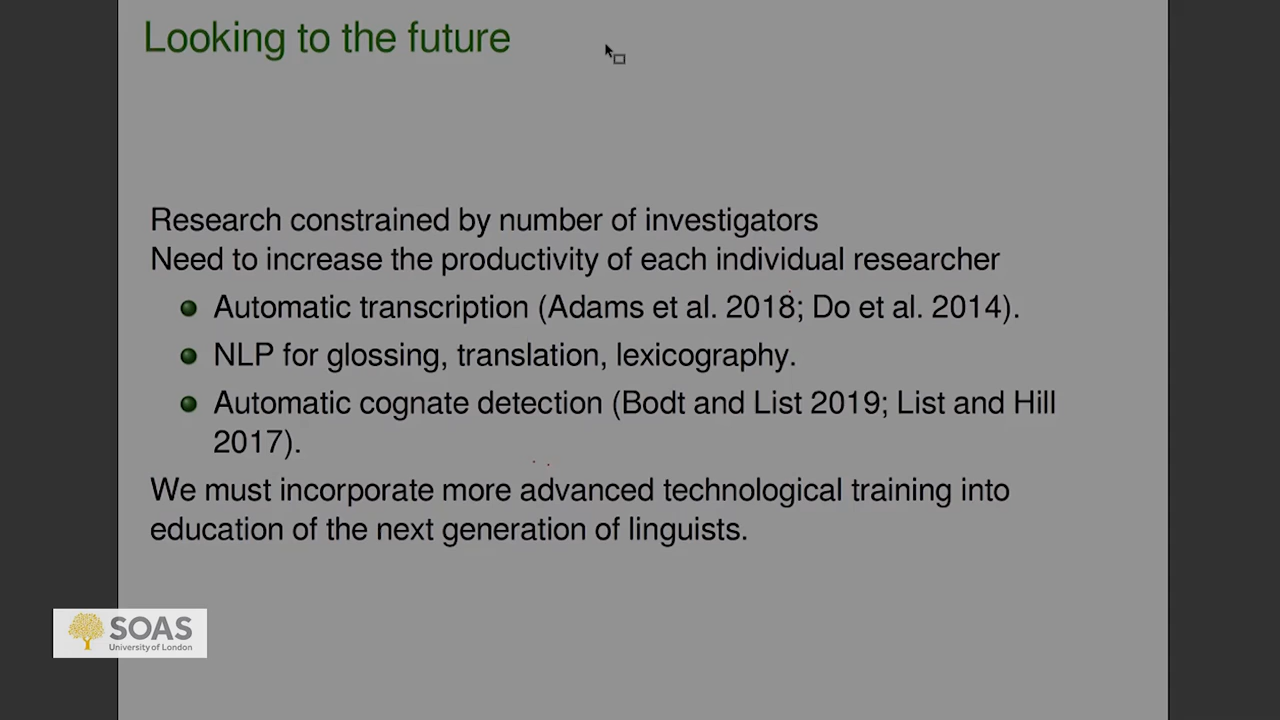 Looking to the future
Research constrained by number of investigators
Need to increase the productivity of each individual researcher
Automatic transcription (Adams et al. 2018; Do et al. 2014).
NLP for glossing, translation, lexicography.
Automatic cognate detection (Bodt and List 2019; List and Hill
2017).
We must incorporate more advanced technological training into
education of the next generation of linguists.
SOAS
University of London